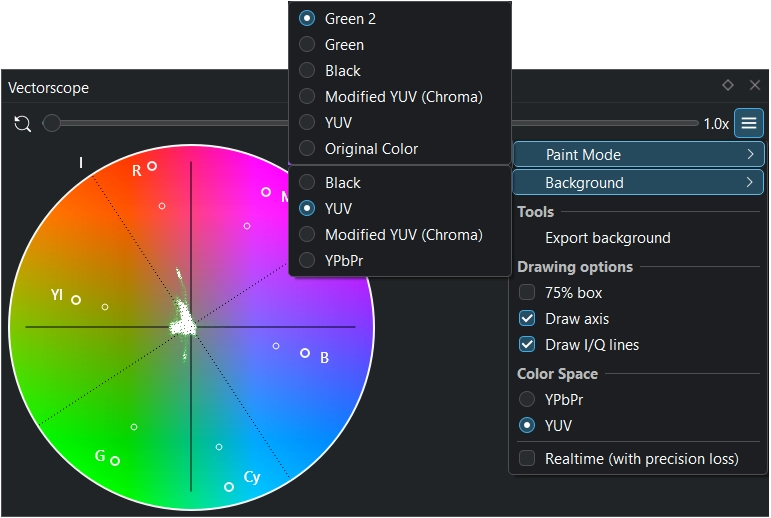 Green 2
Green
Black
Modified YUV (Chroma)
YUV
Original Color
Black
YUV
Modified YUV (Chroma)
YPbPr
Vectorscope
1.0x
Paint Mode
Background
Tools
Export background
Drawing options
75% box
Draw axis
Draw I/Q lines
Color Space
YPbPr
YUV
Realtime (with precision loss)
I
R
Yl
B
G
Cy